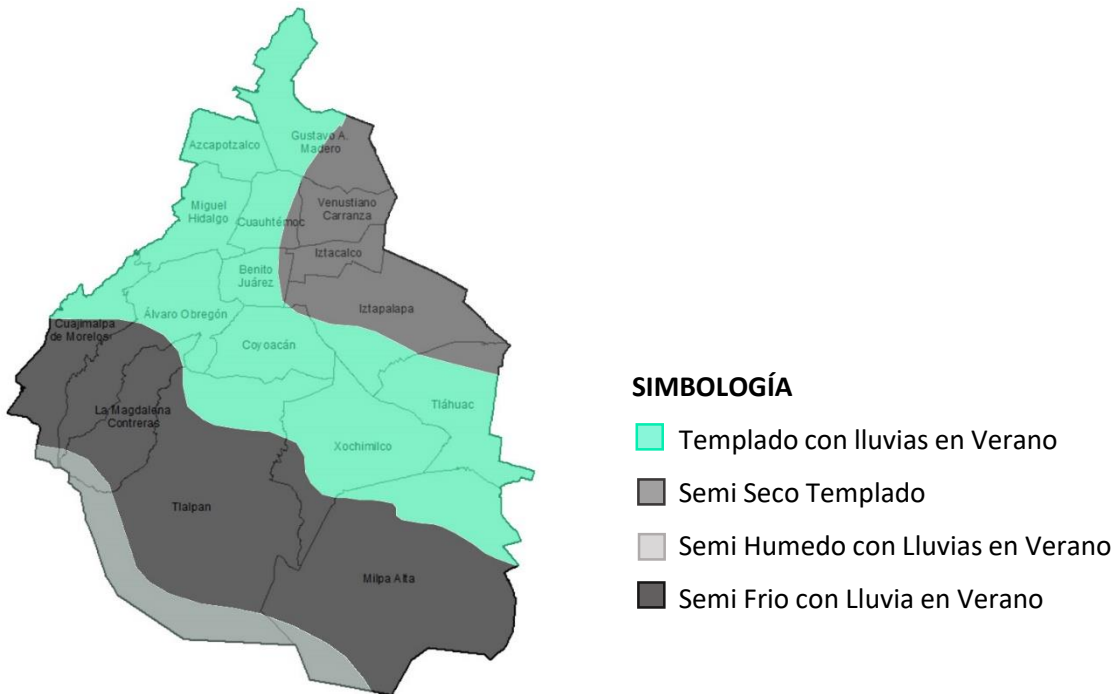 Gustavo A.
Madero
Azcapotzalco
Miguel
Hidalgo
Cuauhtémoc
Venustiano
Carranza
Iztacalco
Benito
Juárez
Iztapalapa
Álvaro Obregón
Cuajimalpa
de Morelos
Coyoacán
Tláhuac
La Magdalena
Contreras
Xochimilco
Tlalpan
Milpa Alta
SIMBOLOGÍA
Templado con lluvias en Verano
Semi Seco Templado
Semi Humedo con Lluvias en Verano
Semi Frio con Lluvia en Verano